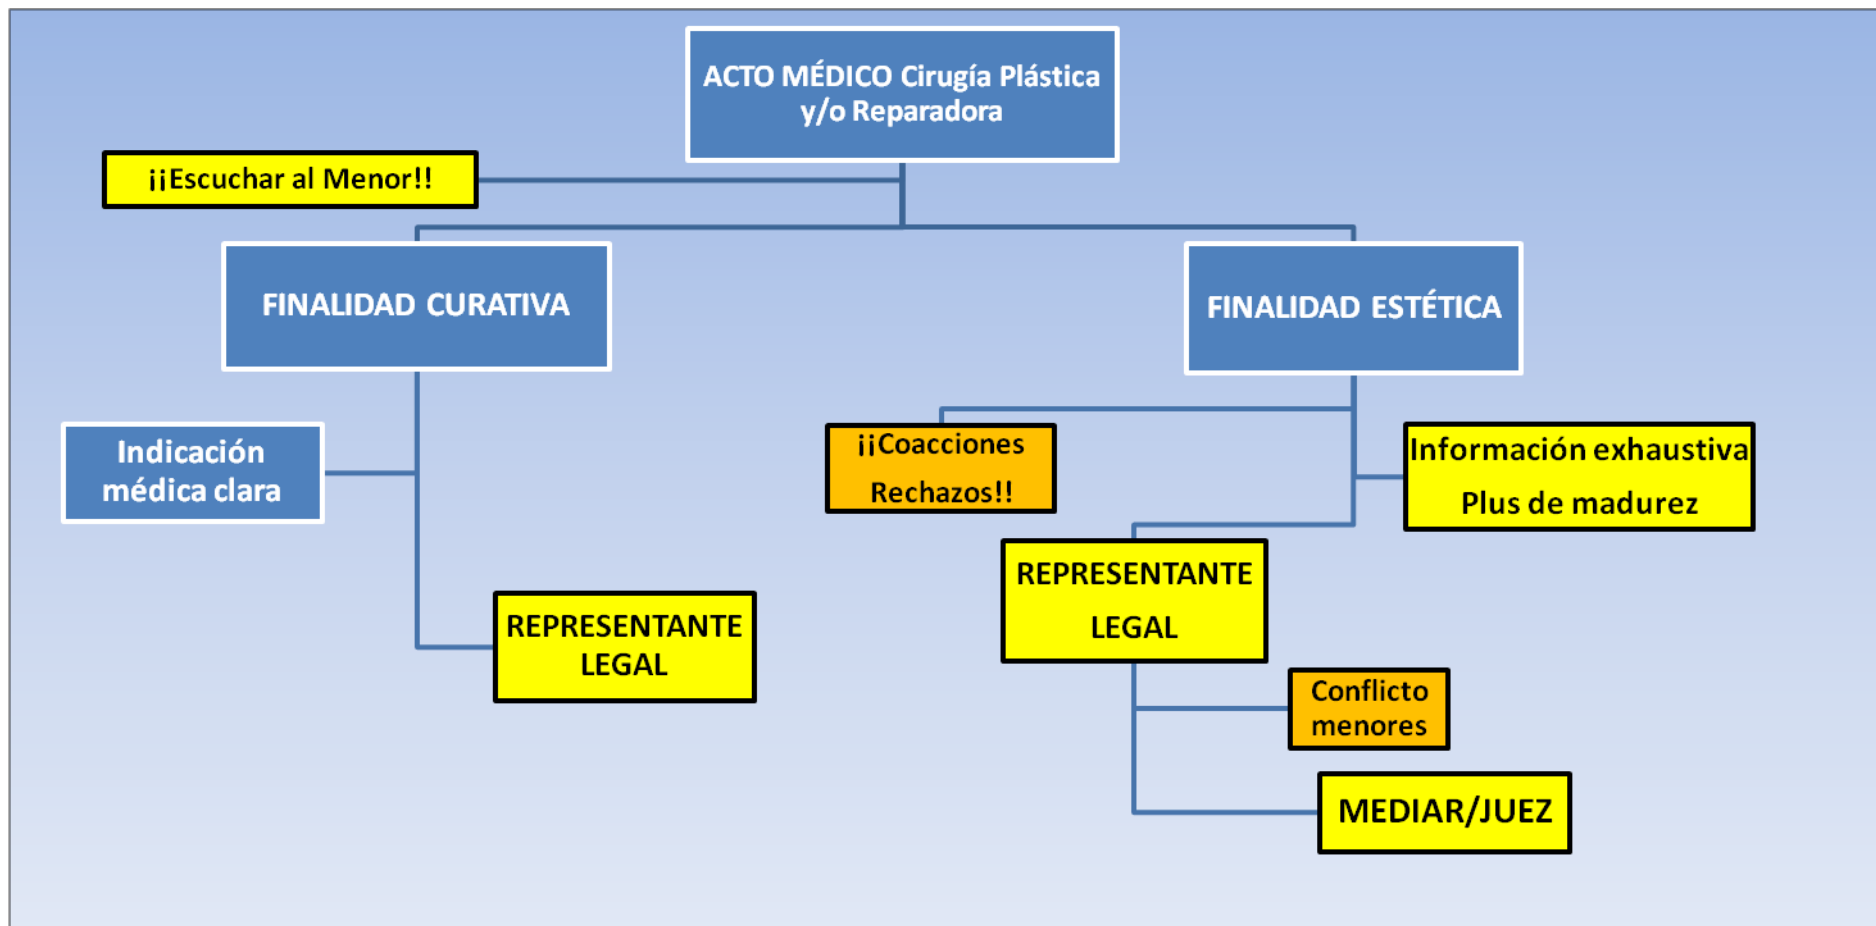 ACTO MÉDICO Cirugía Plástica
y/o Reparadora
¡¡Escuchar al Menor!!
FINALIDAD CURATIVA
FINALIDAD ESTÉTICA
Indicación
médica clara
¡¡Coacciones
Rechazos!!
Información exhaustiva
Plus de madurez
REPRESENTANTE
LEGAL
REPRESENTANTE
LEGAL
Conflicto
menores
MEDIAR/JUEZ